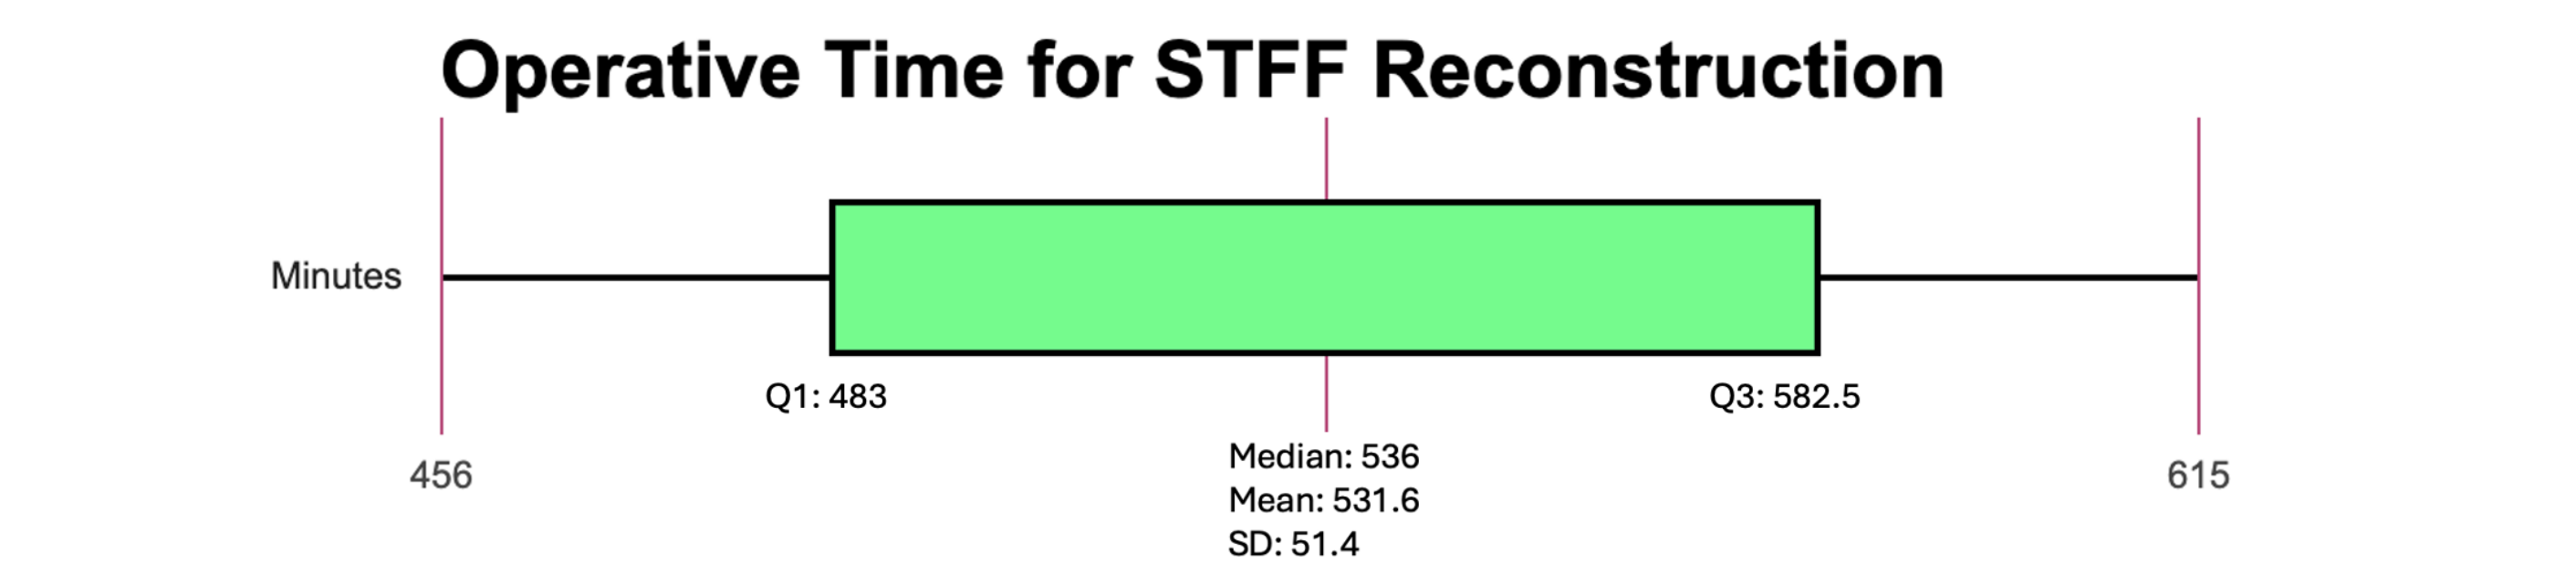 Operative Time for STFF Reconstruction
Minutes
Q1: 483
Q3: 582.5
Median: 536
Mean: 531.6
SD: 51.4
456
615